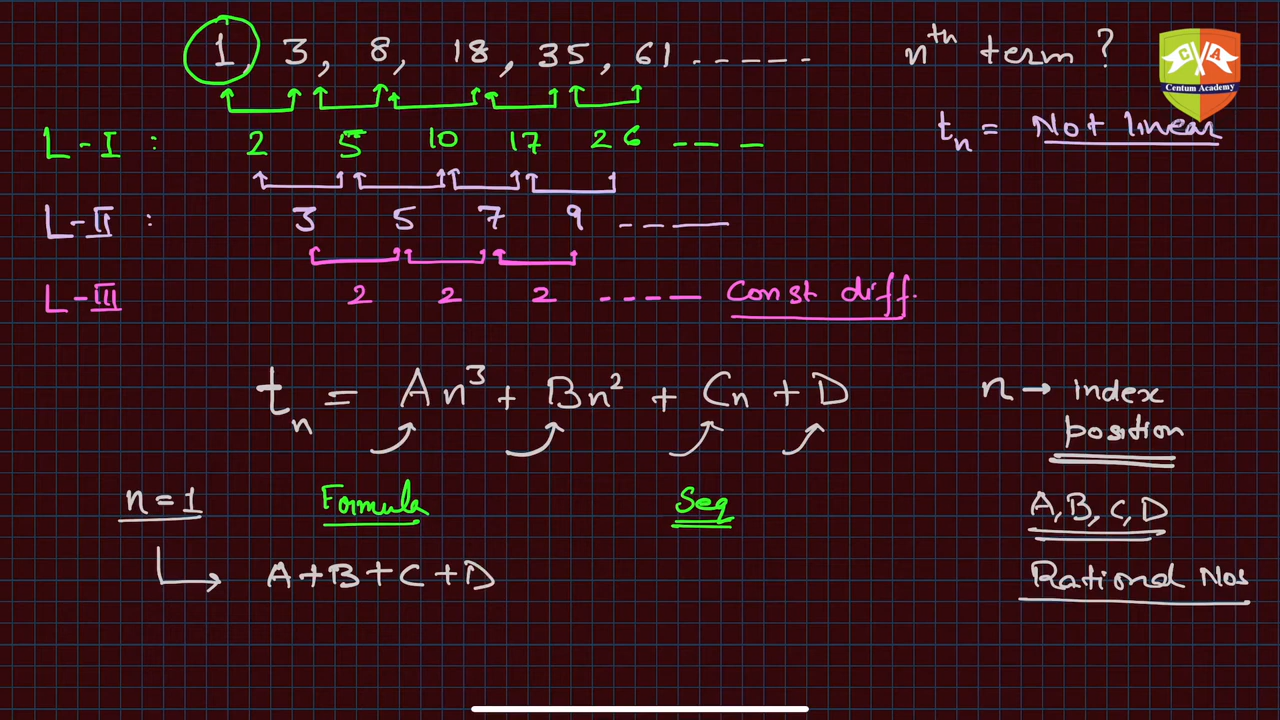 1, 3, 8, 18, 35, 61 ----- nth term ?
C A
Centum Academy
L-I : 2 5 10 17 26 ---
tn = Not linear
L-II : 3 5 7 9 ----
L-III 2 2 2 ---- Const diff.
tn = An³ + Bn² + Cn + D
n → index position
n = 1 Formula Seq
A, B, C, D
A+B+C+D
Rational Nos